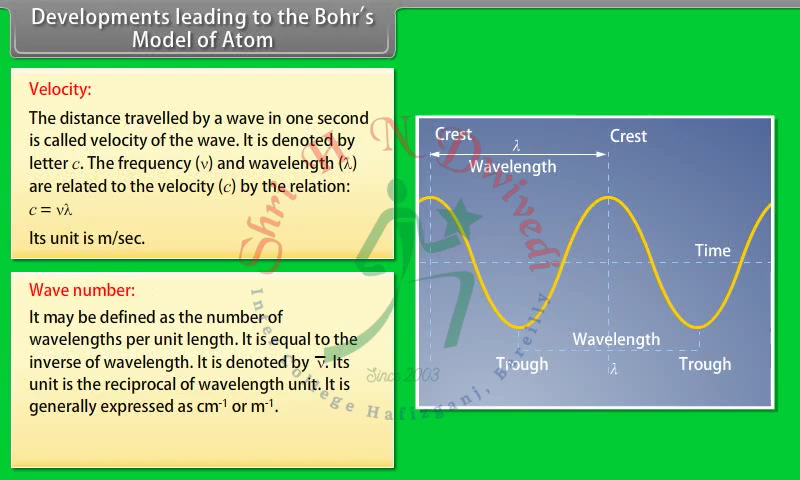 Developments leading to the Bohr′s
Model of Atom
Velocity:
The distance travelled by a wave in one second
is called velocity of the wave. It is denoted by
letter c. The frequency (ν) and wavelength (λ)
are related to the velocity (c) by the relation:
c = νλ
Its unit is m/sec.
Wave number:
It may be defined as the number of
wavelengths per unit length. It is equal to the
inverse of wavelength. It is denoted by ν̅. Its
unit is the reciprocal of wavelength unit. It is
generally expressed as cm⁻¹ or m⁻¹.
Crest
λ
Crest
Wavelength
Time
Wavelength
Trough
λ
Trough
Shri H N Dwivedi
Inter College Hafizganj, Bareilly
Since 2003